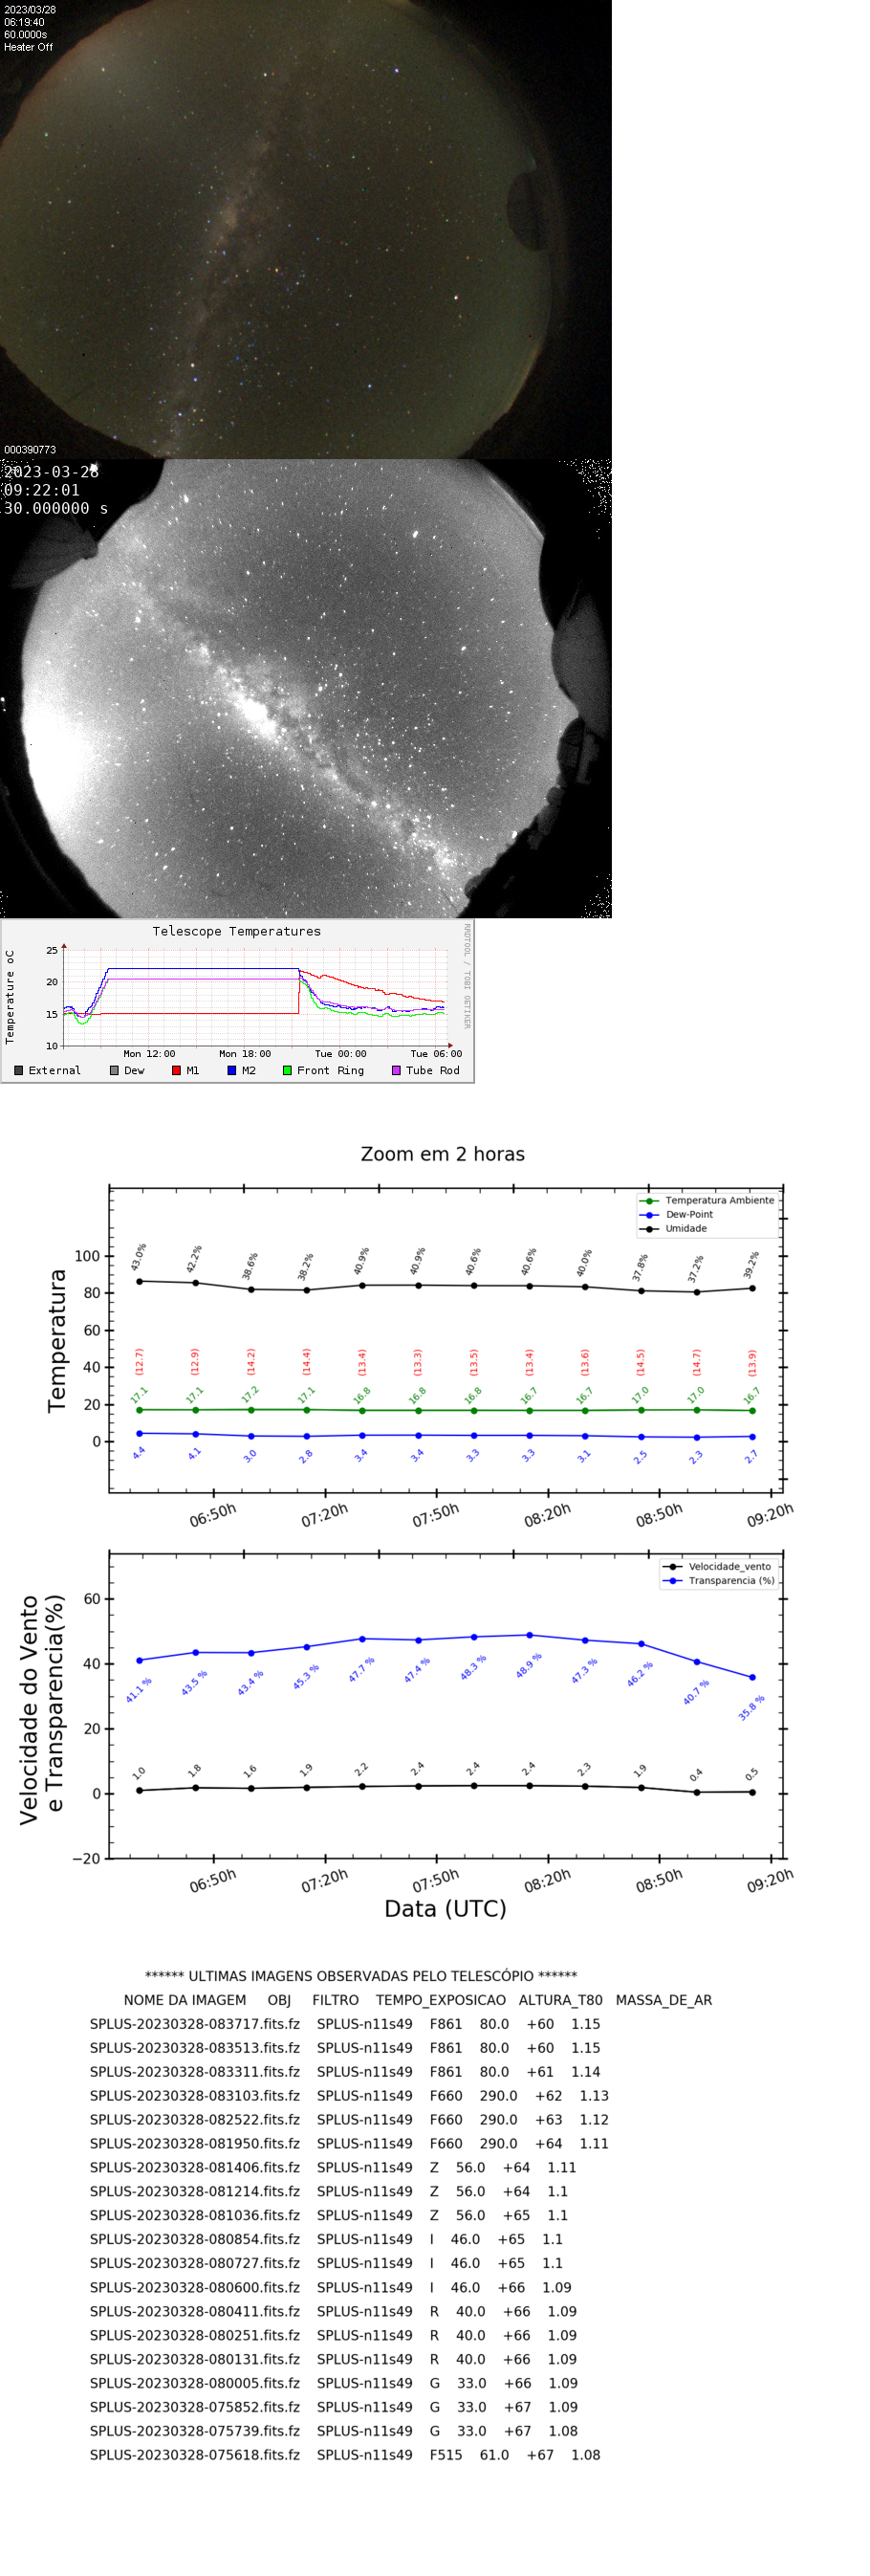 2023/03/28
06:19:40
60.0000s
Heater Off
000390773
2023-03-28
09:22:01
30.000000 s
Telescope Temperatures
RRDTOOL / TOBI OETIKER
Temperature oC
25
20
15
10
Mon 12:00 Mon 18:00 Tue 00:00 Tue 06:00
External Dew M1 M2 Front Ring Tube Rod
Zoom em 2 horas
Temperatura Ambiente
Dew-Point
Umidade
Temperatura
100
80
60
40
20
0
43.0% 42.2% 38.6% 38.2% 40.9% 40.9% 40.6% 40.6% 40.0% 37.8% 37.2% 39.2%
(12.7) (12.9) (14.2) (14.4) (13.4) (13.3) (13.5) (13.4) (13.6) (14.5) (14.7) (13.9)
17.1 17.1 17.2 17.1 16.8 16.8 16.8 16.7 16.7 17.0 17.0 16.7
4.4 4.1 3.0 2.8 3.4 3.4 3.3 3.3 3.1 2.5 2.3 2.7
06:50h 07:20h 07:50h 08:20h 08:50h 09:20h
Velocidade_vento
Transparencia (%)
Velocidade do Vento
e Transparencia(%)
60
40
20
0
−20
41.1 % 43.5 % 43.4 % 45.3 % 47.7 % 47.4 % 48.3 % 48.9 % 47.3 % 46.2 % 40.7 % 35.8 %
1.0 1.8 1.6 1.9 2.2 2.4 2.4 2.4 2.3 1.9 0.4 0.5
06:50h 07:20h 07:50h 08:20h 08:50h 09:20h
Data (UTC)
****** ULTIMAS IMAGENS OBSERVADAS PELO TELESCÓPIO ******
NOME DA IMAGEM OBJ FILTRO TEMPO_EXPOSICAO ALTURA_T80 MASSA_DE_AR
SPLUS-20230328-083717.fits.fz SPLUS-n11s49 F861 80.0 +60 1.15
SPLUS-20230328-083513.fits.fz SPLUS-n11s49 F861 80.0 +60 1.15
SPLUS-20230328-083311.fits.fz SPLUS-n11s49 F861 80.0 +61 1.14
SPLUS-20230328-083103.fits.fz SPLUS-n11s49 F660 290.0 +62 1.13
SPLUS-20230328-082522.fits.fz SPLUS-n11s49 F660 290.0 +63 1.12
SPLUS-20230328-081950.fits.fz SPLUS-n11s49 F660 290.0 +64 1.11
SPLUS-20230328-081406.fits.fz SPLUS-n11s49 Z 56.0 +64 1.11
SPLUS-20230328-081214.fits.fz SPLUS-n11s49 Z 56.0 +64 1.1
SPLUS-20230328-081036.fits.fz SPLUS-n11s49 Z 56.0 +65 1.1
SPLUS-20230328-080854.fits.fz SPLUS-n11s49 I 46.0 +65 1.1
SPLUS-20230328-080727.fits.fz SPLUS-n11s49 I 46.0 +65 1.1
SPLUS-20230328-080600.fits.fz SPLUS-n11s49 I 46.0 +66 1.09
SPLUS-20230328-080411.fits.fz SPLUS-n11s49 R 40.0 +66 1.09
SPLUS-20230328-080251.fits.fz SPLUS-n11s49 R 40.0 +66 1.09
SPLUS-20230328-080131.fits.fz SPLUS-n11s49 R 40.0 +66 1.09
SPLUS-20230328-080005.fits.fz SPLUS-n11s49 G 33.0 +66 1.09
SPLUS-20230328-075852.fits.fz SPLUS-n11s49 G 33.0 +67 1.09
SPLUS-20230328-075739.fits.fz SPLUS-n11s49 G 33.0 +67 1.08
SPLUS-20230328-075618.fits.fz SPLUS-n11s49 F515 61.0 +67 1.08